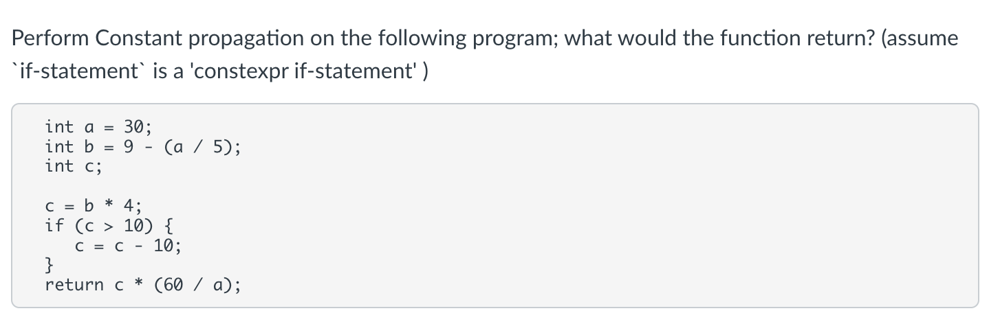 Perform Constant propagation on the following program; what would the function return? (assume
`if-statement` is a 'constexpr if-statement' )
int a = 30;
int b = 9 - (a / 5);
int c;
c = b * 4;
if (c > 10) {
   c = c - 10;
}
return c * (60 / a);